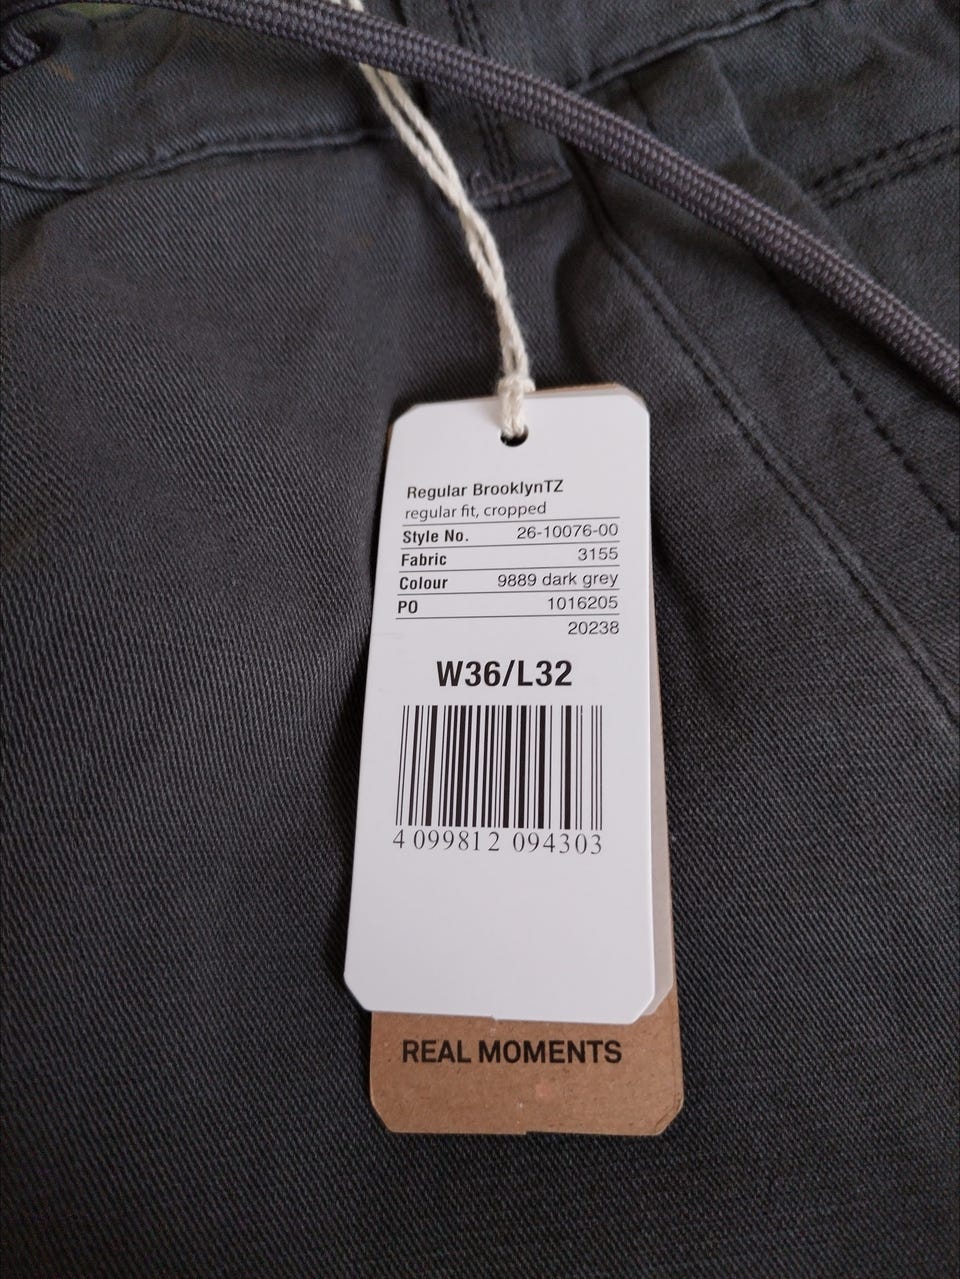 Regular BrooklynTZ
regular fit, cropped
Style No. 26-10076-00
Fabric 3155
Colour 9889 dark grey
PO 1016205
20238
W36/L32
4 099812 094303
REAL MOMENTS